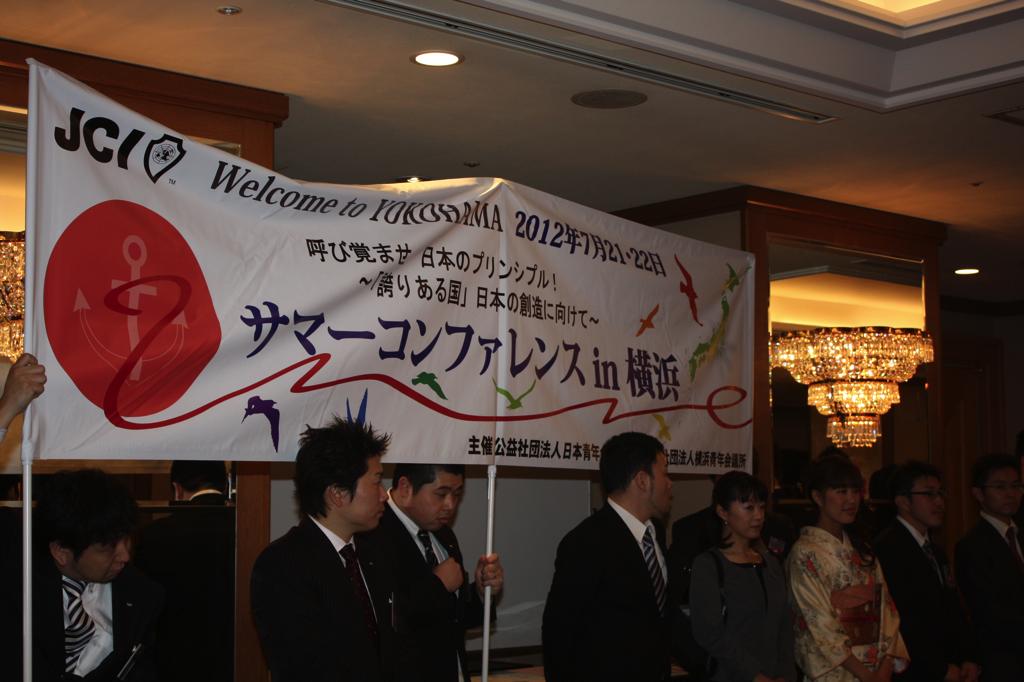 JCI
TM
Welcome to YOKOHAMA 2012年7月21・22日
呼び覚ませ 日本のプリンシプル!
～「誇りある国」日本の創造に向けて～
サマーコンファレンス in 横浜
主催 公益社団法人日本青年 社団法人横浜青年会議所